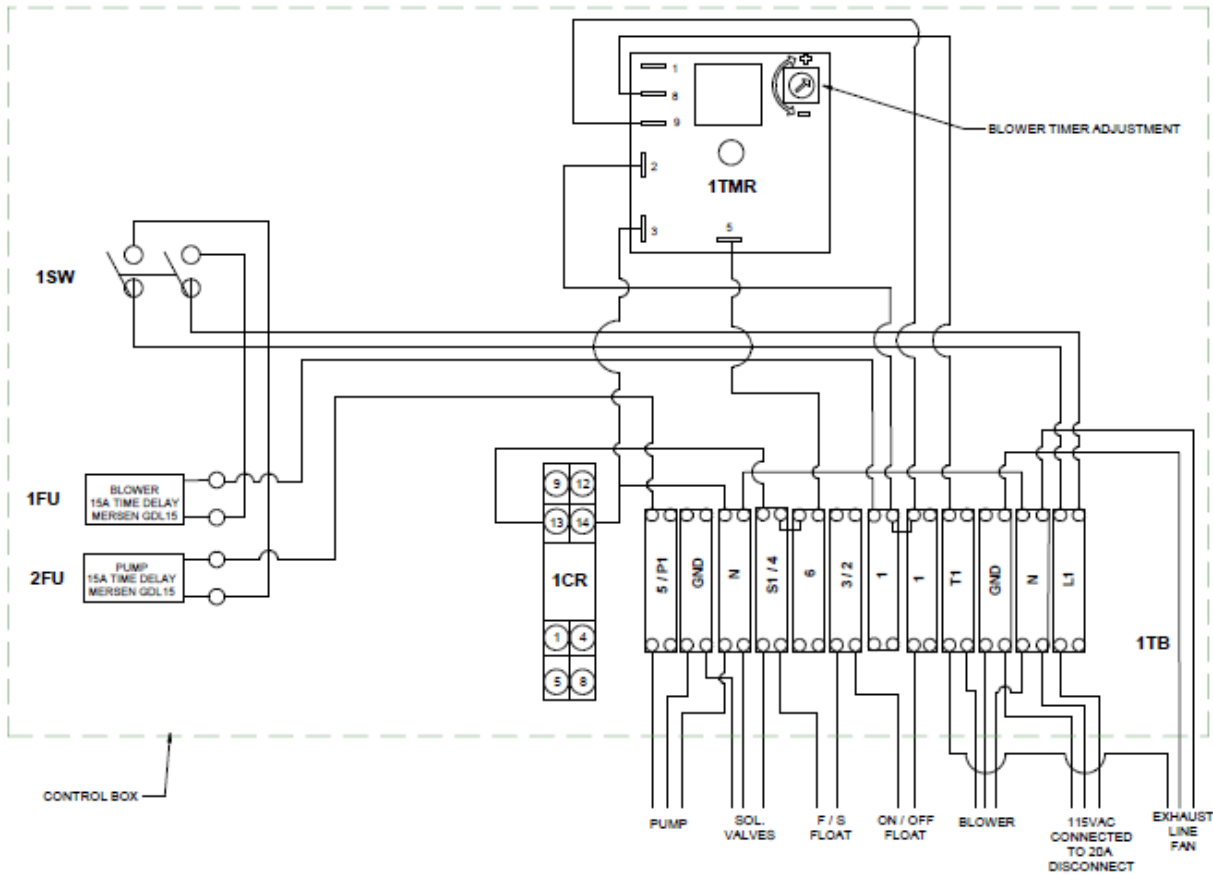 1
8
9
BLOWER TIMER ADJUSTMENT
2
1TMR
3
5
1SW
1FU
BLOWER
15A TIME DELAY
MERSEN GDL15
2FU
PUMP
15A TIME DELAY
MERSEN GDL15
9 12
13 14
1CR
1 4
5 8
5 / P1
GND
N
S1 / 4
6
3 / 2
1
1
T1
GND
N
L1
1TB
CONTROL BOX
PUMP
SOL.
VALVES
F / S
FLOAT
ON / OFF
FLOAT
BLOWER
115VAC
CONNECTED
TO 20A
DISCONNECT
EXHAUST
LINE
FAN